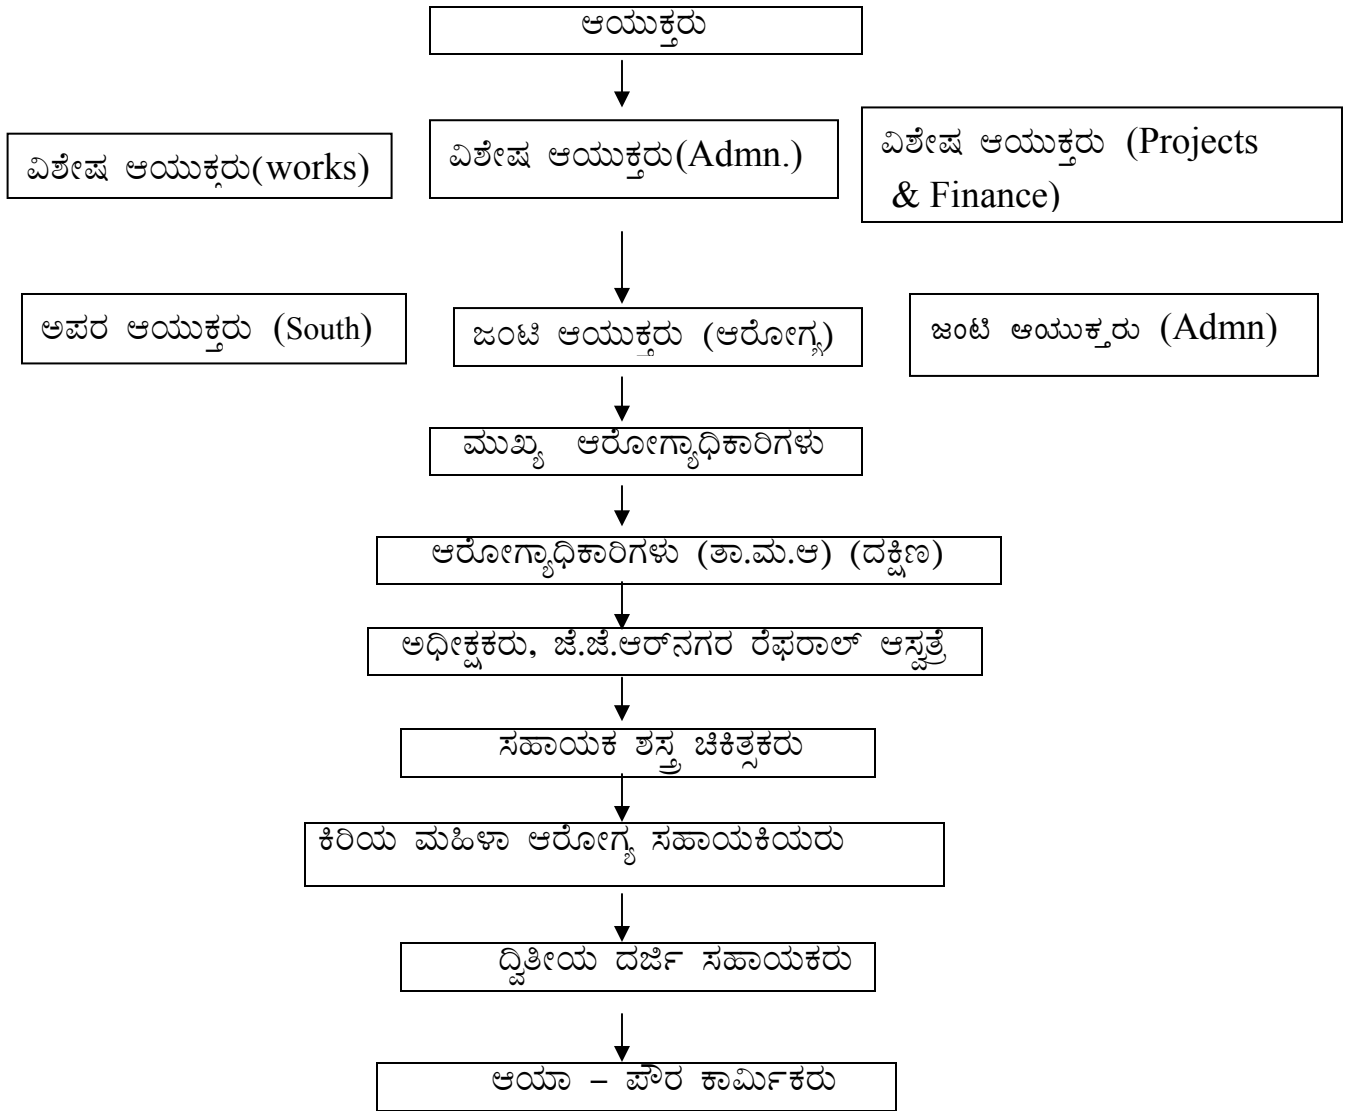 ಆಯುಕ್ತರು
ವಿಶೇಷ ಆಯುಕ್ತರು(works)
ವಿಶೇಷ ಆಯುಕ್ತರು(Admn.)
ವಿಶೇಷ ಆಯುಕ್ತರು (Projects
& Finance)
ಅಪರ ಆಯುಕ್ತರು (South)
ಜಂಟಿ ಆಯುಕ್ತರು (ಆರೋಗ್ಯ)
ಜಂಟಿ ಆಯುಕ್ತರು (Admn)
ಮುಖ್ಯ ಆರೋಗ್ಯಾಧಿಕಾರಿಗಳು
ಆರೋಗ್ಯಾಧಿಕಾರಿಗಳು (ತಾ.ಮ.ಆ) (ದಕ್ಷಿಣ)
ಅಧೀಕ್ಷಕರು, ಜೆ.ಜೆ.ಆರ್‌ನಗರ ರೆಫರಾಲ್ ಆಸ್ಪತ್ರೆ
ಸಹಾಯಕ ಶಸ್ತ್ರ ಚಿಕಿತ್ಸಕರು
ಕಿರಿಯ ಮಹಿಳಾ ಆರೋಗ್ಯ ಸಹಾಯಕಿಯರು
ದ್ವಿತೀಯ ದರ್ಜಿ ಸಹಾಯಕರು
ಆಯಾ – ಪೌರ ಕಾರ್ಮಿಕರು